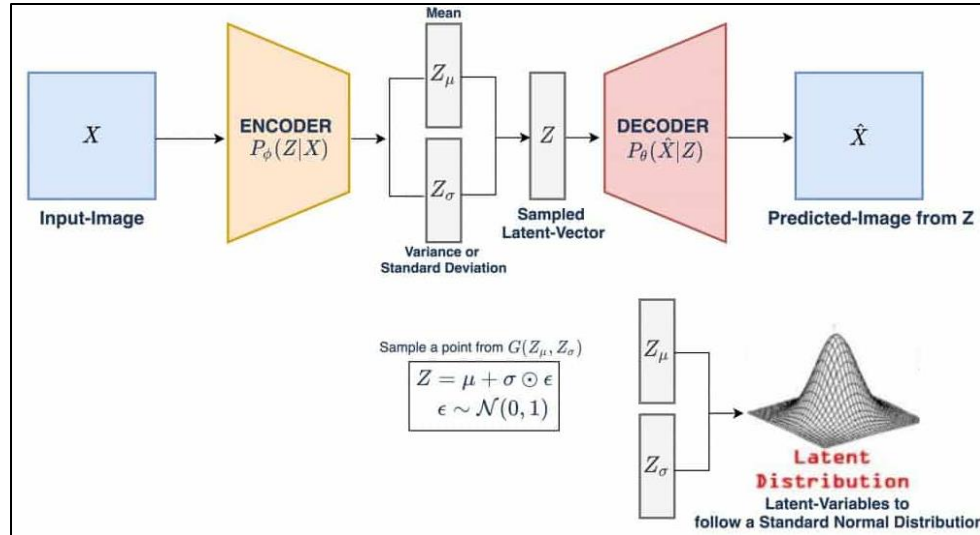 Mean
X
Input-Image
ENCODER
P_ϕ(Z|X)
Z_μ
Z_σ
Variance or
Standard Deviation
Z
Sampled
Latent-Vector
DECODER
P_θ(X̂|Z)
X̂
Predicted-Image from Z
Sample a point from G(Z_μ, Z_σ)
Z = μ + σ ⊙ ϵ
ϵ ∼ 𝒩(0, 1)
Z_μ
Z_σ
Latent
Distribution
Latent-Variables to
follow a Standard Normal Distribution